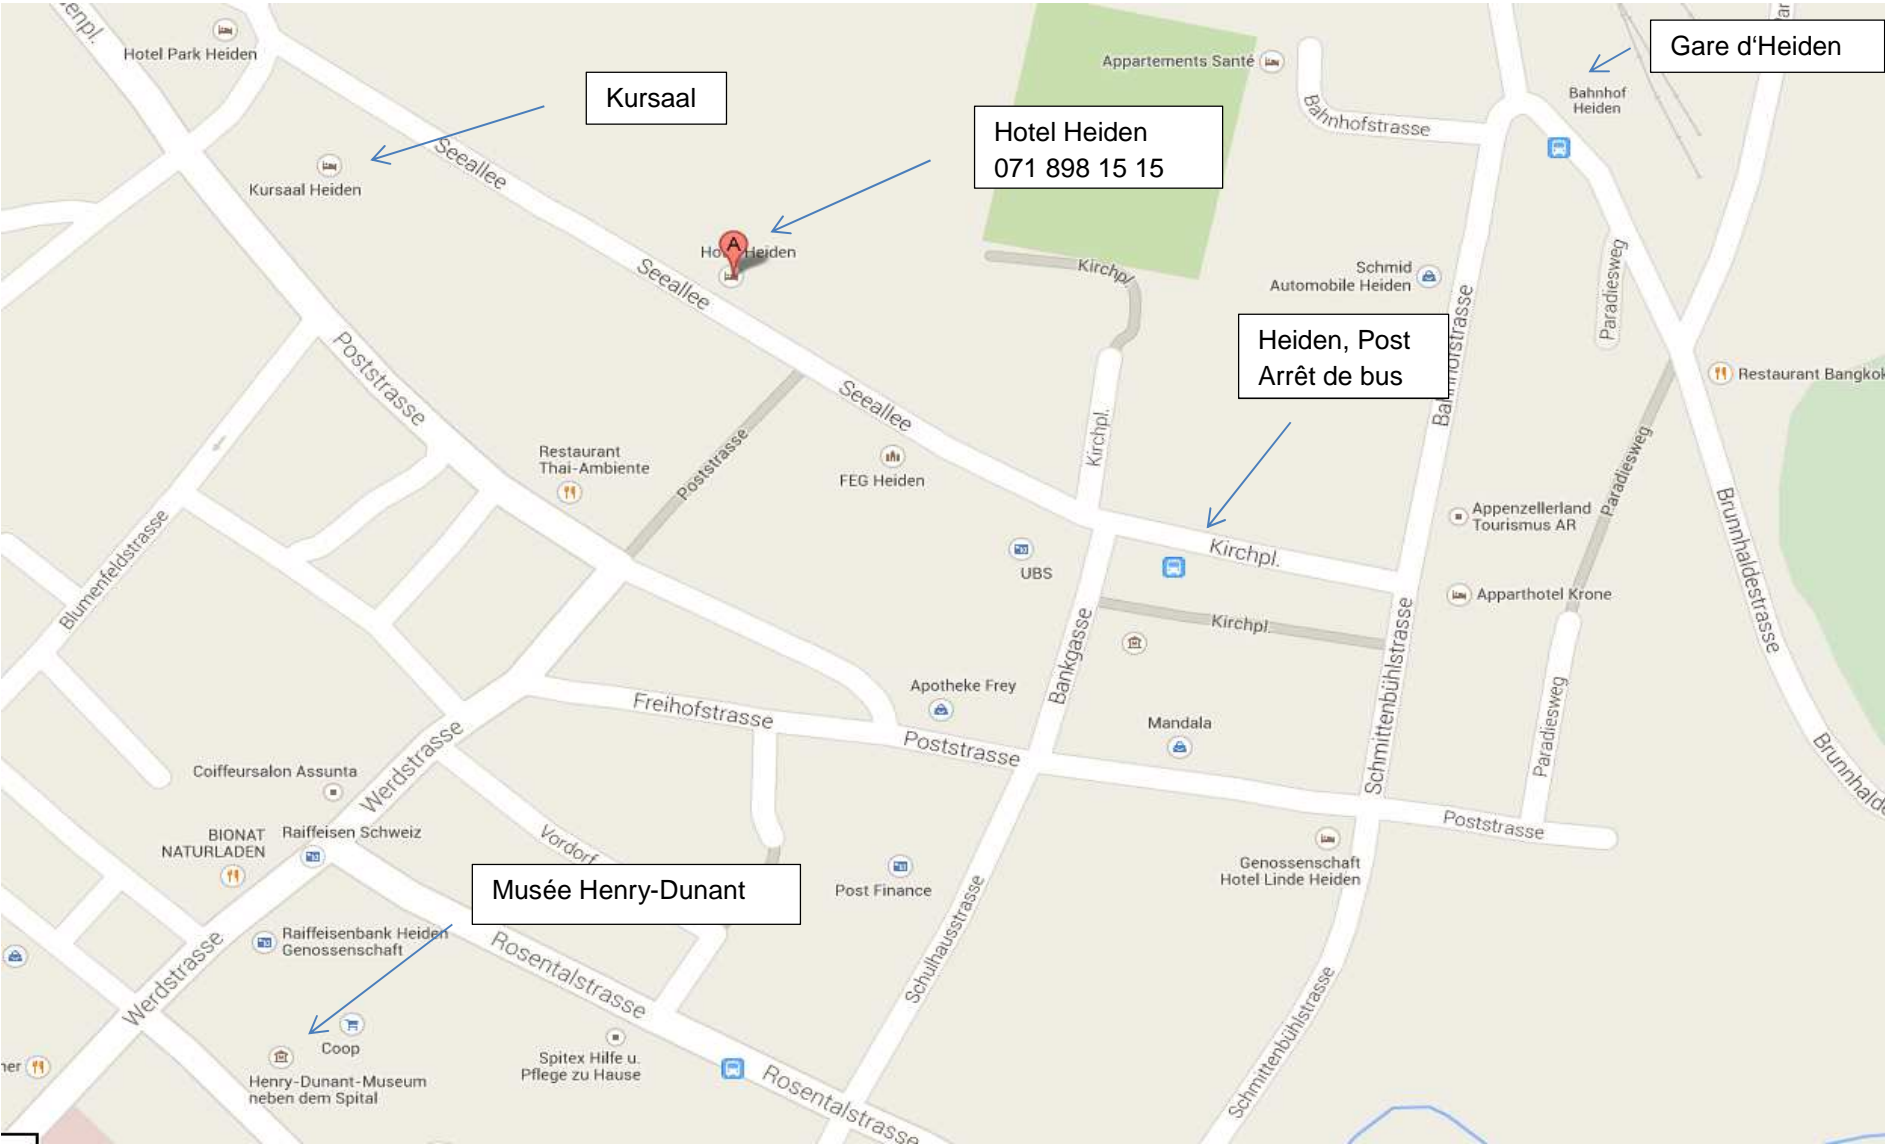 enpl.
Hotel Park Heiden
Kursaal
Kursaal Heiden
Seeallee
Hotel Heiden
071 898 15 15
Heiden
A
Seeallee
Appartements Santé
Bahnhofstrasse
Gare d‘Heiden
Bahnhof
Heiden
Kirchpl
Schmid
Automobile Heiden
Paradiesweg
Heiden, Post
Arrêt de bus
Bahnhofstrasse
Restaurant Bangkok
Poststrasse
Seeallee
Kirchpl.
Restaurant
Thai-Ambiente
Poststrasse
FEG Heiden
Paradiesweg
Appenzellerland
Tourismus AR
Brunnhaldestrasse
Blumenfeldstrasse
UBS
Kirchpl.
Kirchpl.
Apparthotel Krone
Bankgasse
Schmittenbühlstrasse
Apotheke Frey
Freihofstrasse
Poststrasse
Mandala
Paradiesweg
Brunnhalde
Coiffeursalon Assunta
Werdstrasse
BIONAT
NATURLADEN
Raiffeisen Schweiz
Vordorf
Poststrasse
Genossenschaft
Hotel Linde Heiden
Musée Henry-Dunant
Post Finance
Raiffeisenbank Heiden
Genossenschaft
Rosentalstrasse
Schulhausstrasse
Werdstrasse
Coop
Henry-Dunant-Museum
neben dem Spital
Spitex Hilfe u.
Pflege zu Hause
Rosentalstrasse
Schmittenbühlstrasse